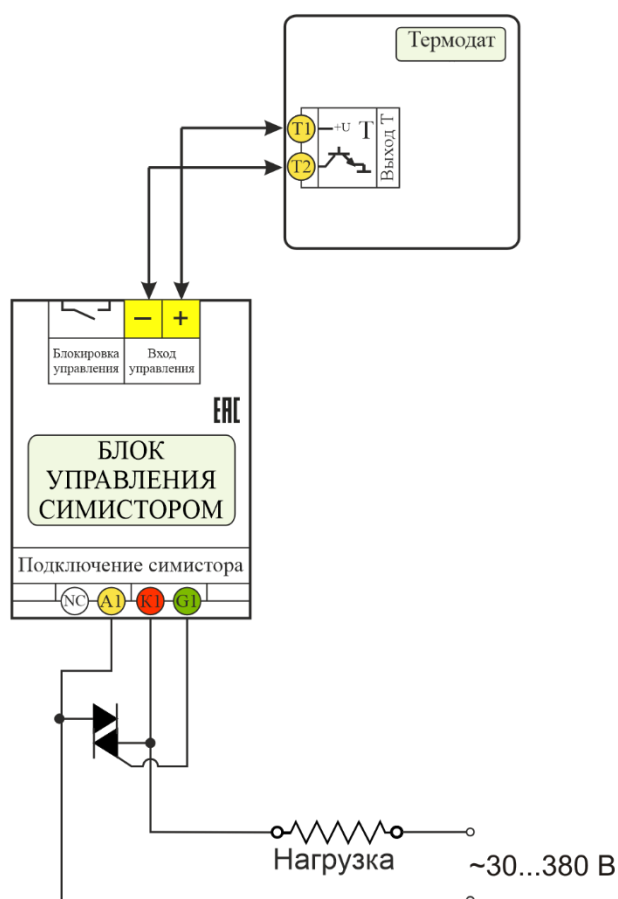 Термодат
T1
+U
T
T2
Выход Т
−
+
Блокировка
управления
Вход
управления
EAC
БЛОК
УПРАВЛЕНИЯ
СИМИСТОРОМ
Подключение симистора
NC
A1
K1
G1
Нагрузка
~30...380 В